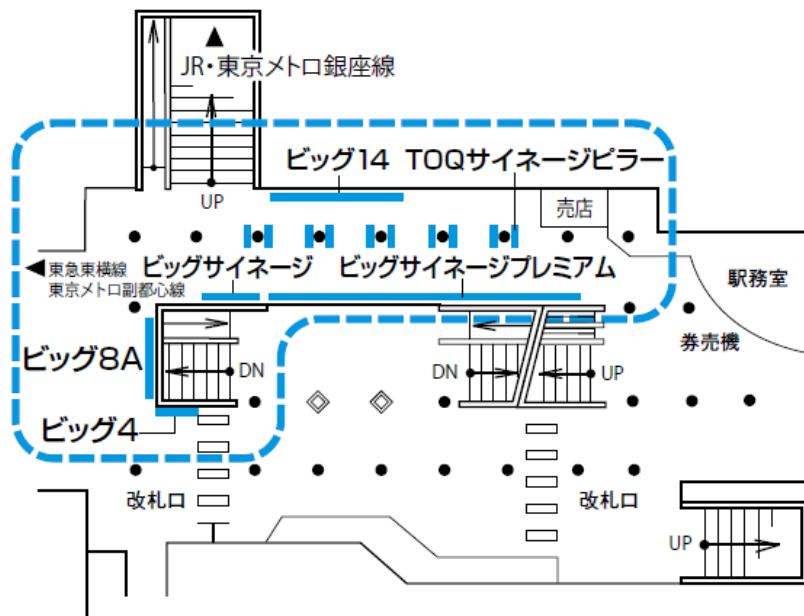 JR・東京メトロ銀座線
UP
ビッグ14
TOQサイネージピラー
売店
東急東横線
東京メトロ副都心線
ビッグサイネージ
ビッグサイネージプレミアム
駅務室
券売機
ビッグ8A
DN
DN
UP
ビッグ4
改札口
改札口
UP